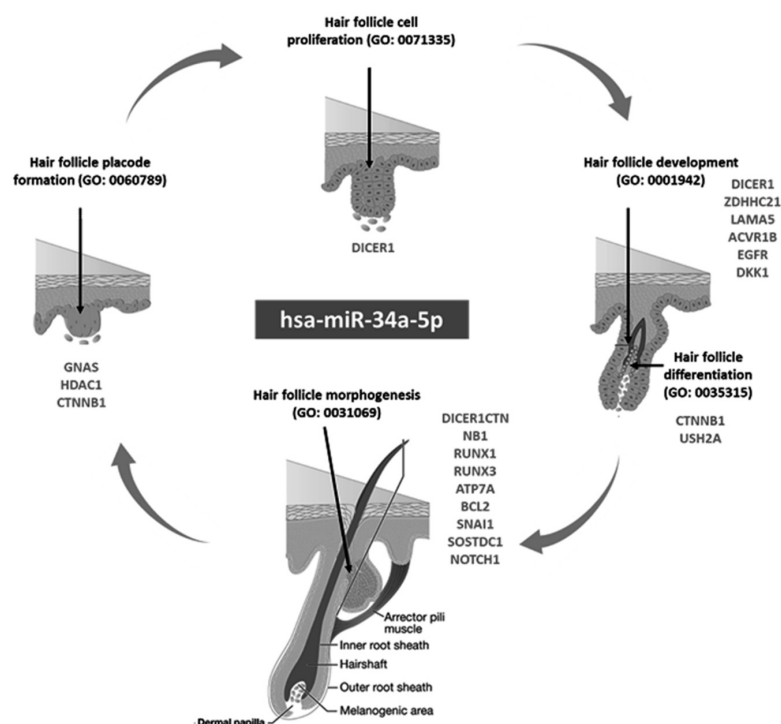 Hair follicle cell
proliferation (GO: 0071335)
DICER1
Hair follicle placode
formation (GO: 0060789)
GNAS
HDAC1
CTNNB1
Hair follicle development
(GO: 0001942)
DICER1
ZDHHC21
LAMA5
ACVR1B
EGFR
DKK1
hsa-miR-34a-5p
Hair follicle
differentiation
(GO: 0035315)
CTNNB1
USH2A
Hair follicle morphogenesis
(GO: 0031069)
DICER1CTN
NB1
RUNX1
RUNX3
ATP7A
BCL2
SNAI1
SOSTDC1
NOTCH1
Arrector pili
muscle
Inner root sheath
Hairshaft
Outer root sheath
Melanogenic area
Dermal papilla